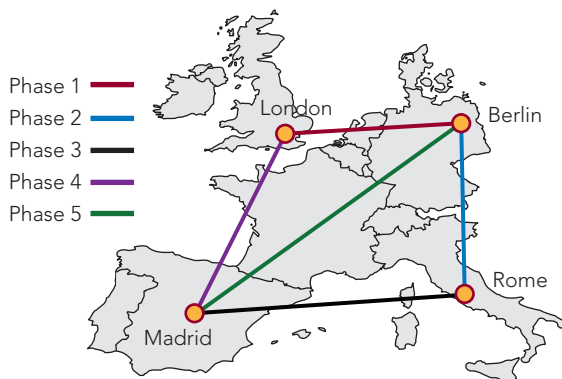 Phase 1
Phase 2
Phase 3
Phase 4
Phase 5
London
Berlin
Rome
Madrid